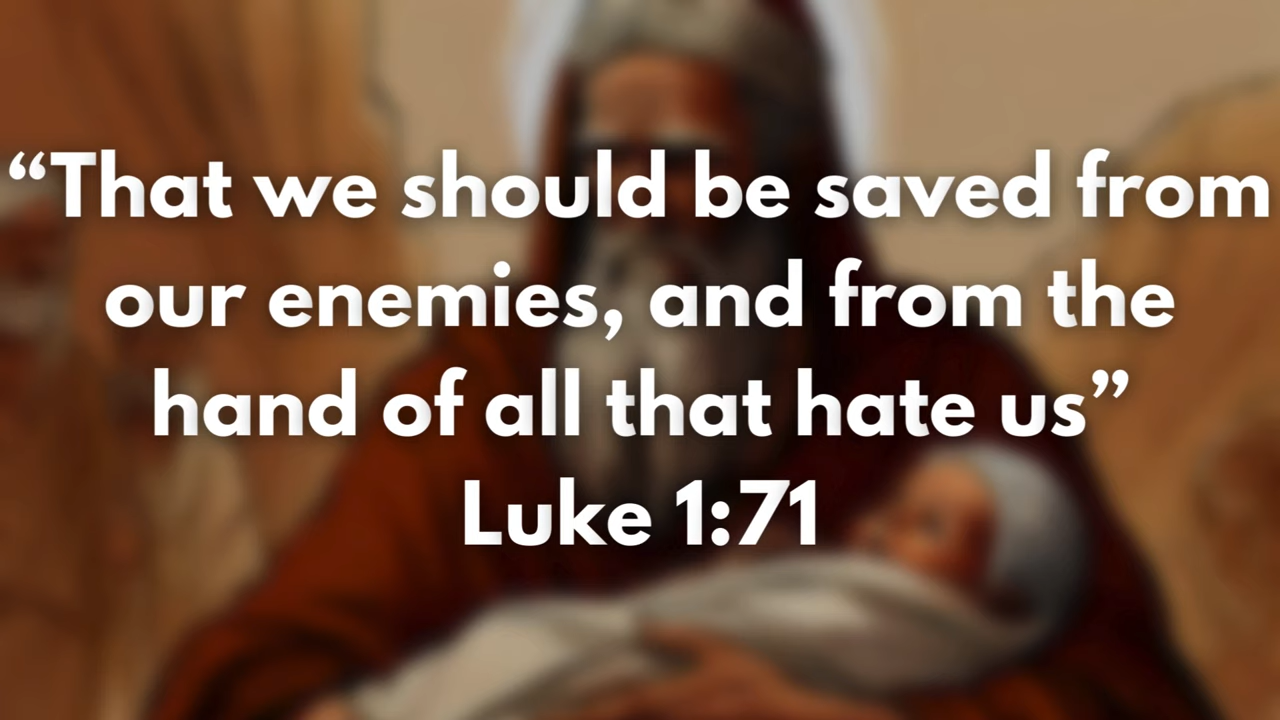 “That we should be saved from
our enemies, and from the
hand of all that hate us”
Luke 1:71